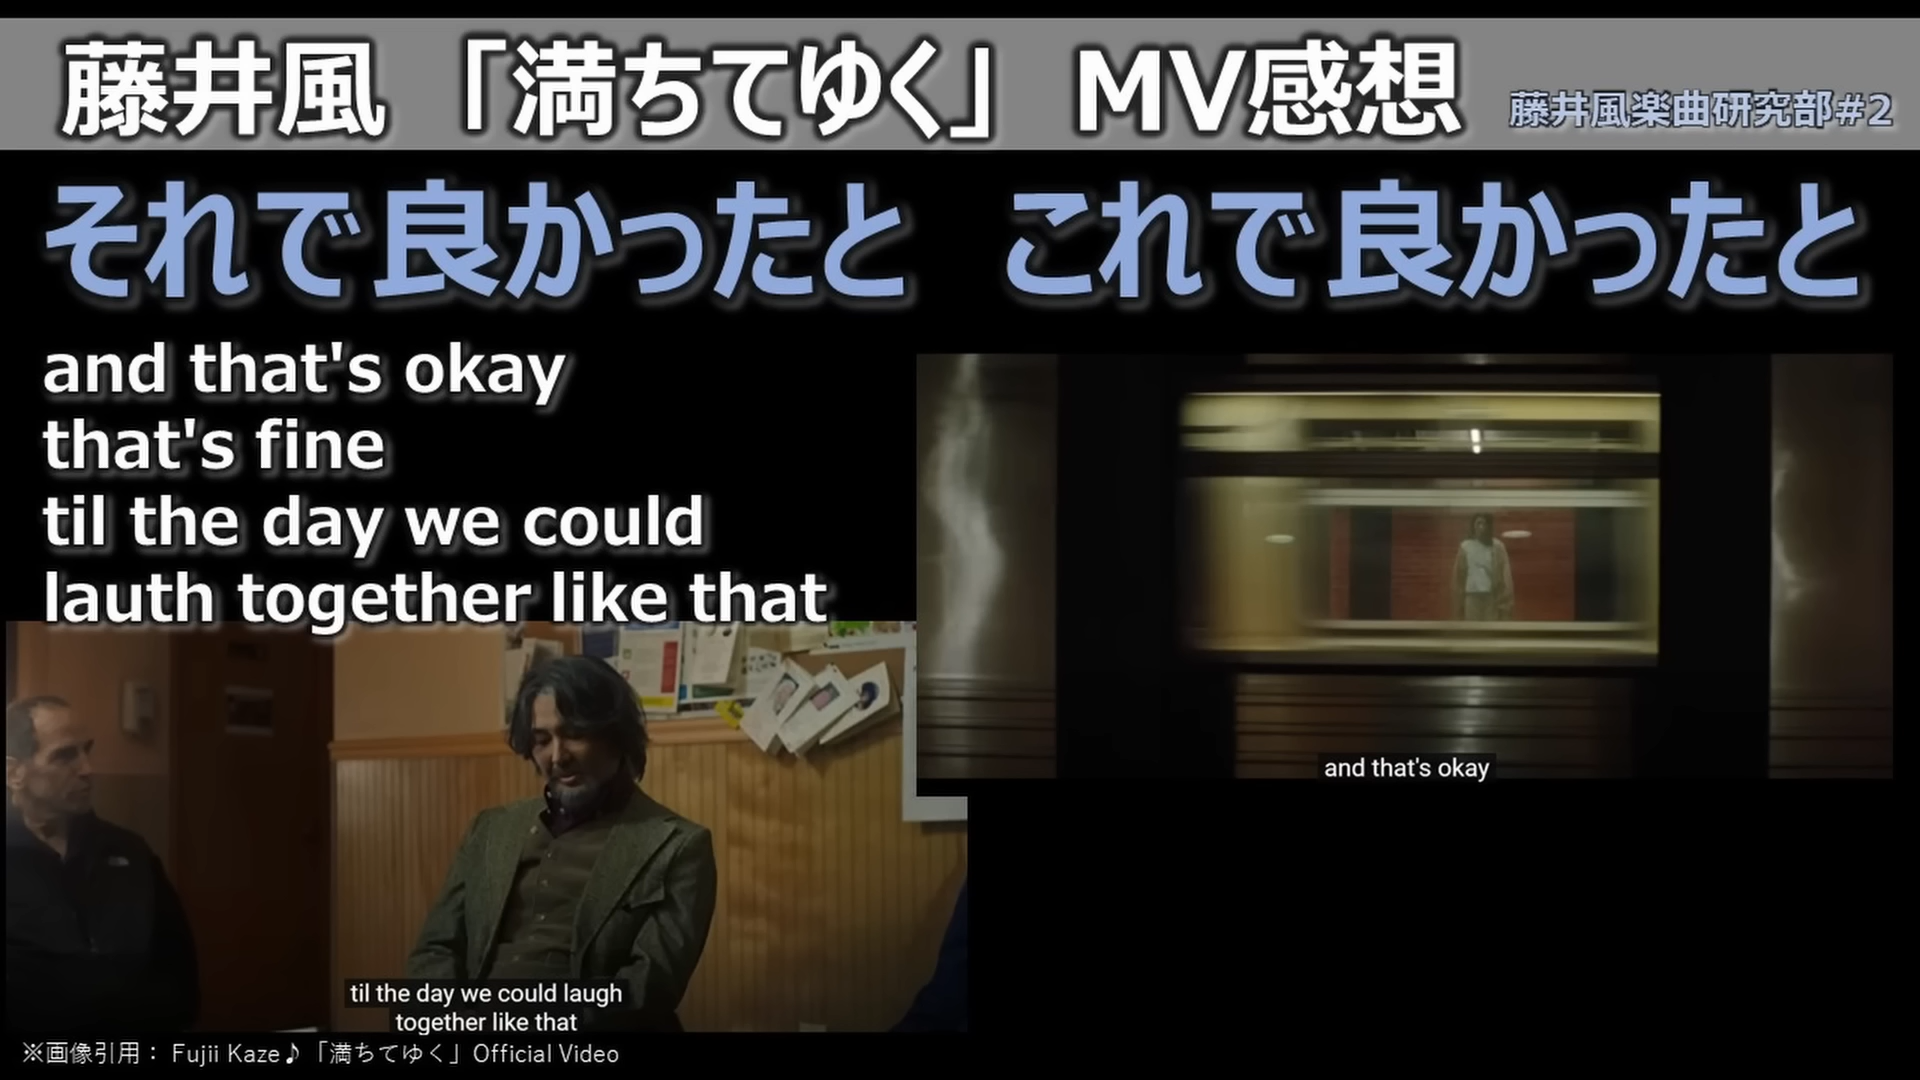 藤井風 「満ちてゆく」 MV感想 藤井風楽曲研究部#2
それで良かったと これで良かったと
and that's okay
that's fine
til the day we could
lauth together like that
and that's okay
til the day we could laugh
together like that
※画像引用： Fujii Kaze♪「満ちてゆく」Official Video